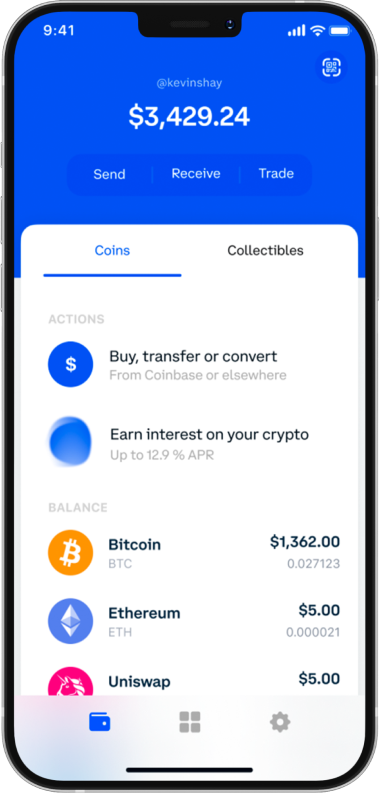 9:41
@kevinshay
$3,429.24
Send Receive Trade
Coins Collectibles
ACTIONS
$
Buy, transfer or convert
From Coinbase or elsewhere
Earn interest on your crypto
Up to 12.9 % APR
BALANCE
Bitcoin $1,362.00
BTC 0.027123
Ethereum $5.00
ETH 0.000021
Uniswap $5.00